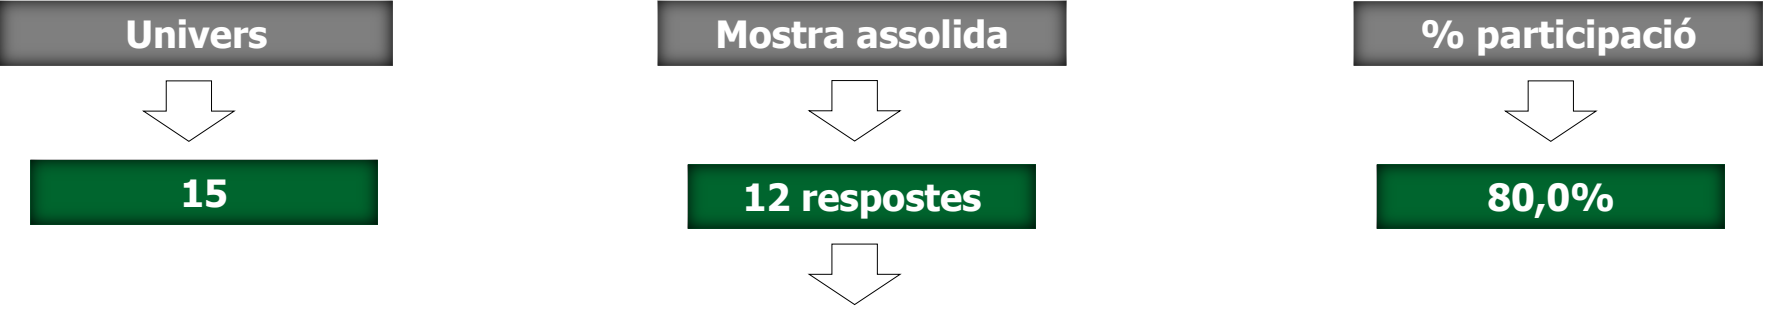 Univers
Mostra assolida
% participació
15
12 respostes
80,0%